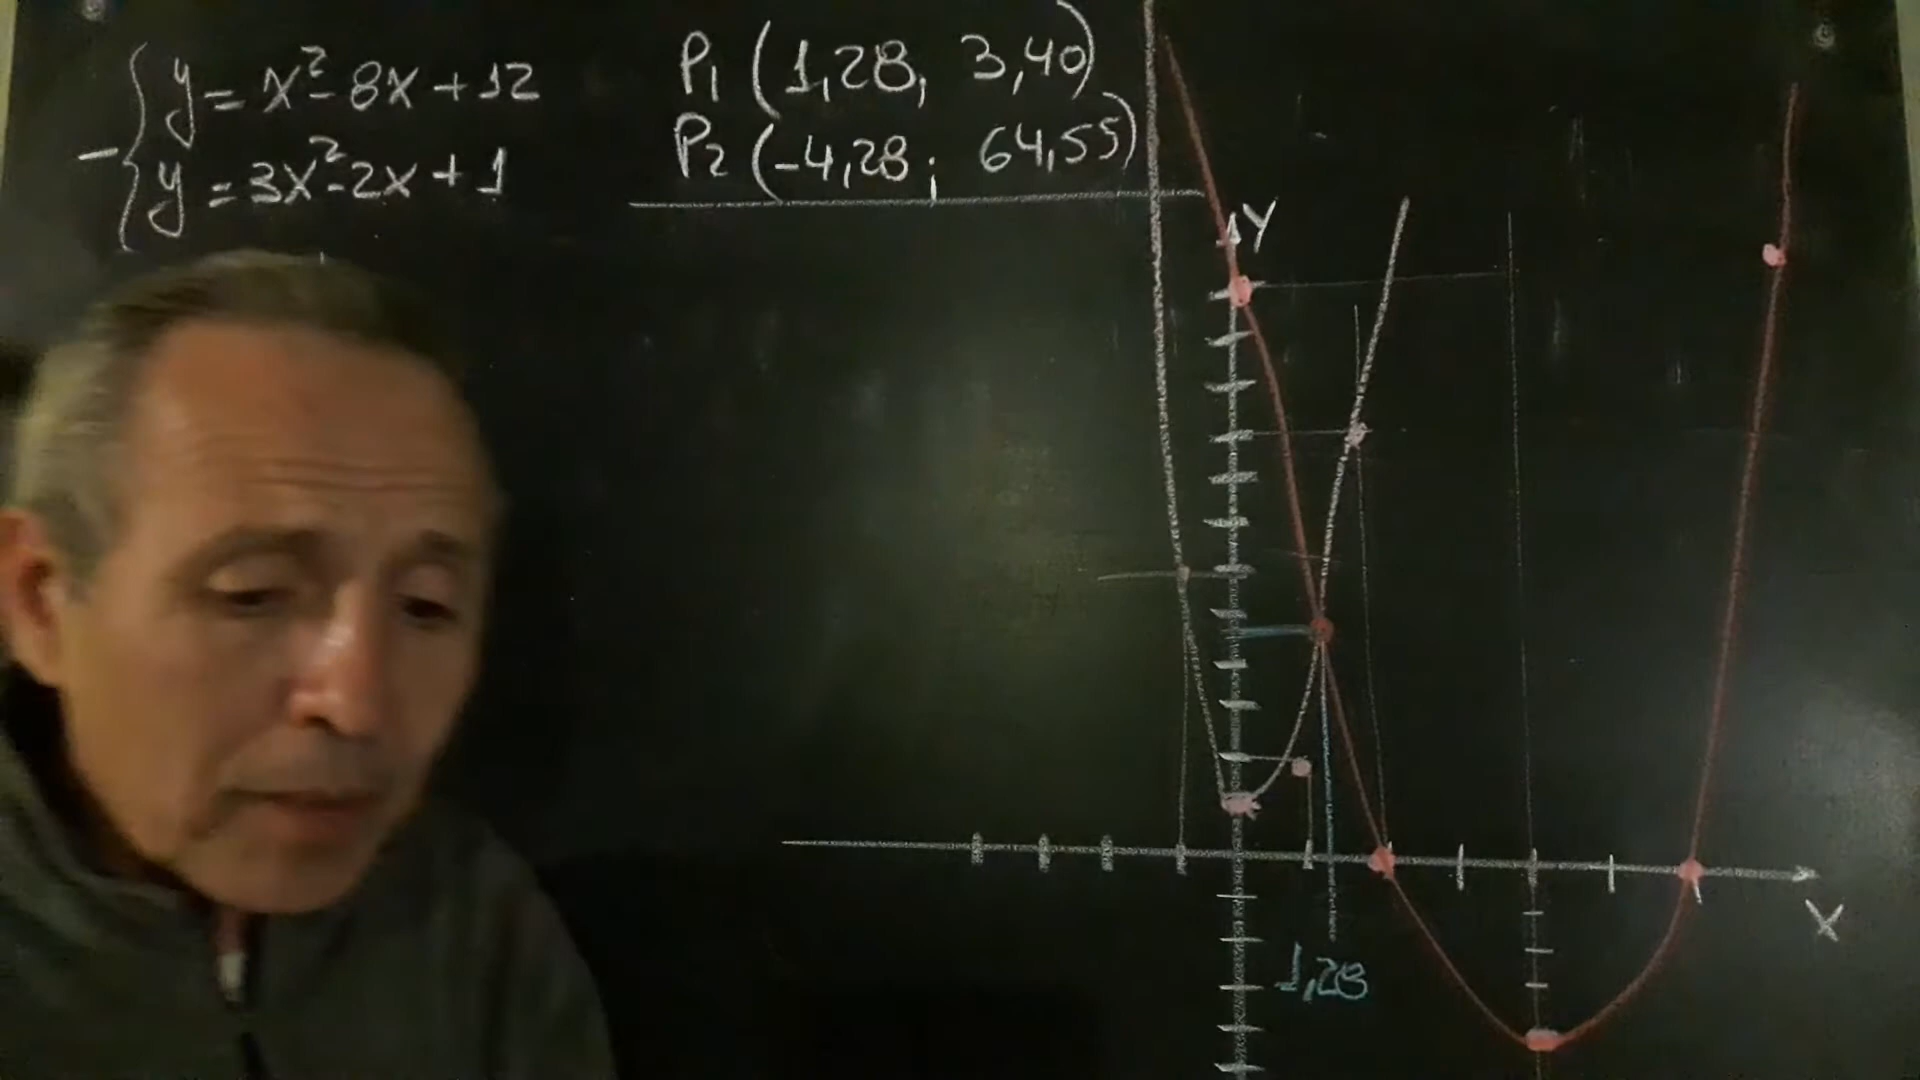 y = x² - 8x + 12
y = 3x² - 2x + 1
P₁ (1,28; 3,40)
P₂ (-4,28; 64,55)
Y
X
1,28